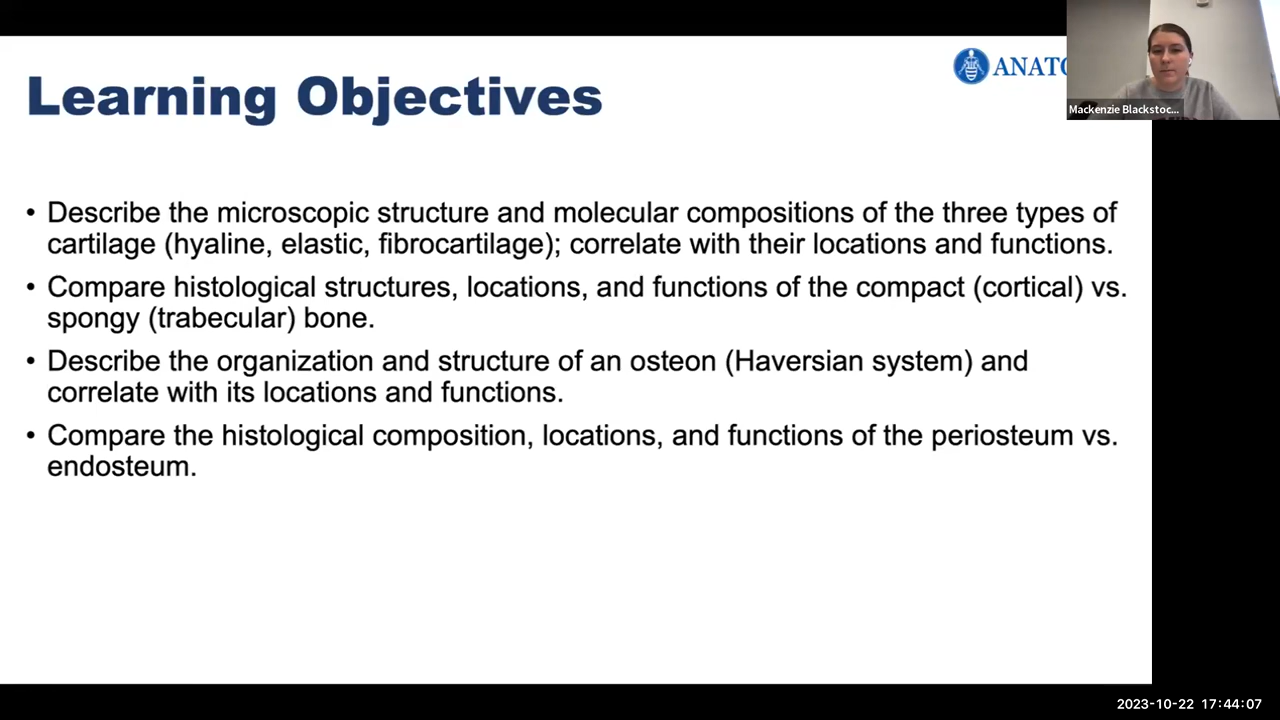 Learning Objectives
ANATO
Mackenzie Blackstoc...
• Describe the microscopic structure and molecular compositions of the three types of
cartilage (hyaline, elastic, fibrocartilage); correlate with their locations and functions.
• Compare histological structures, locations, and functions of the compact (cortical) vs.
spongy (trabecular) bone.
• Describe the organization and structure of an osteon (Haversian system) and
correlate with its locations and functions.
• Compare the histological composition, locations, and functions of the periosteum vs.
endosteum.
2023-10-22 17:44:07